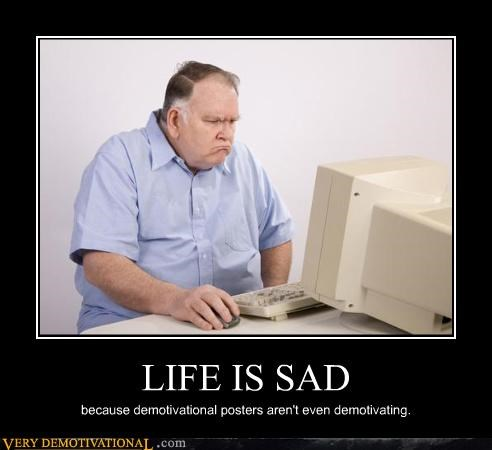 LIFE IS SAD
because demotivational posters aren't even demotivating.
VERY DEMOTIVATIONAL.com